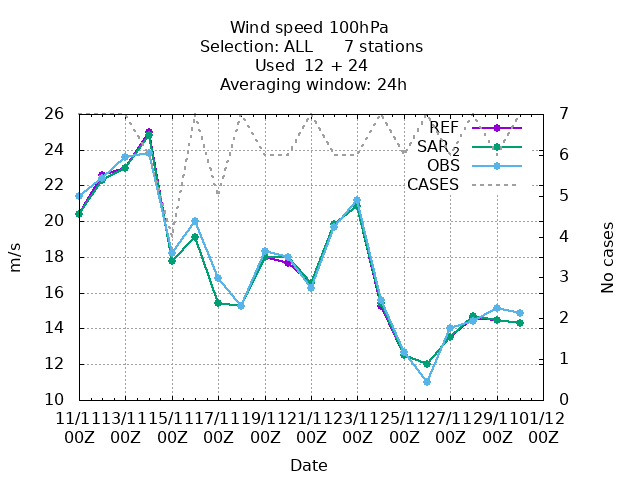 Wind speed 100hPa
Selection: ALL 7 stations
Used 12 + 24
Averaging window: 24h
26
24
22
20
18
16
14
12
10
m/s
7
6
5
4
3
2
1
0
No cases
REF
SAR_2
OBS
CASES
11/11 13/11 15/11 17/11 19/11 21/11 23/11 25/11 27/11 29/11 01/12
00Z 00Z 00Z 00Z 00Z 00Z 00Z 00Z 00Z 00Z 00Z
Date